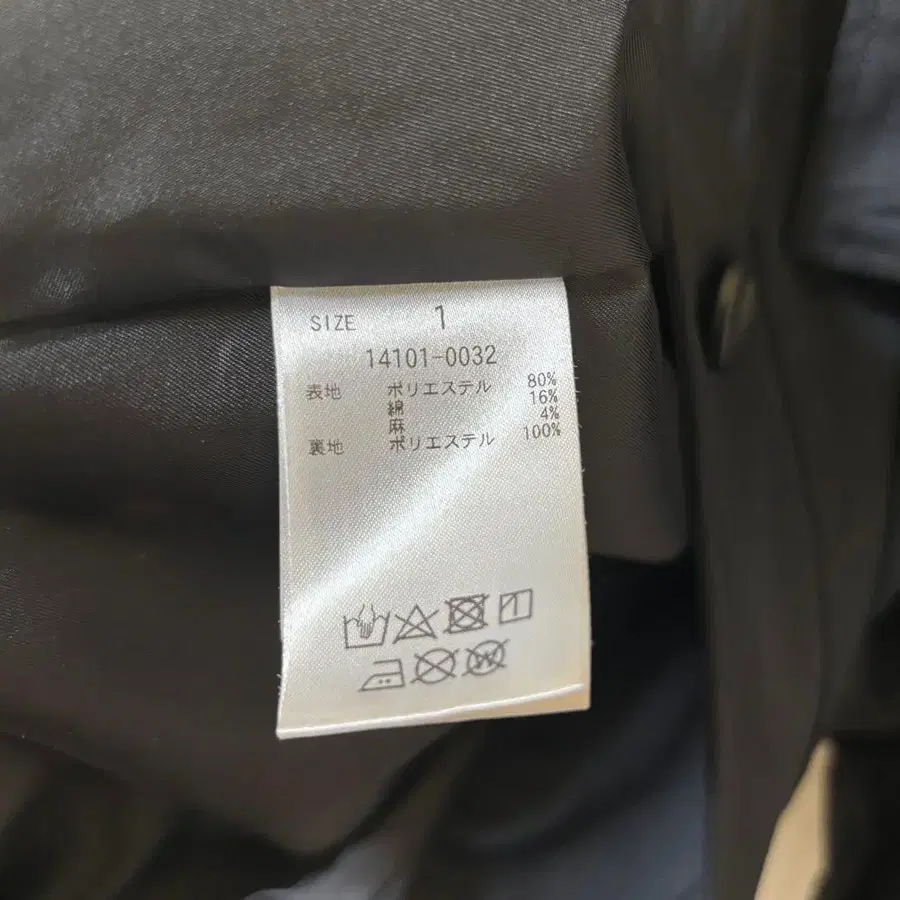 SIZE 1
14101-0032
表地 ポリエステル 80%
綿 16%
麻 4%
裏地 ポリエステル 100%
W